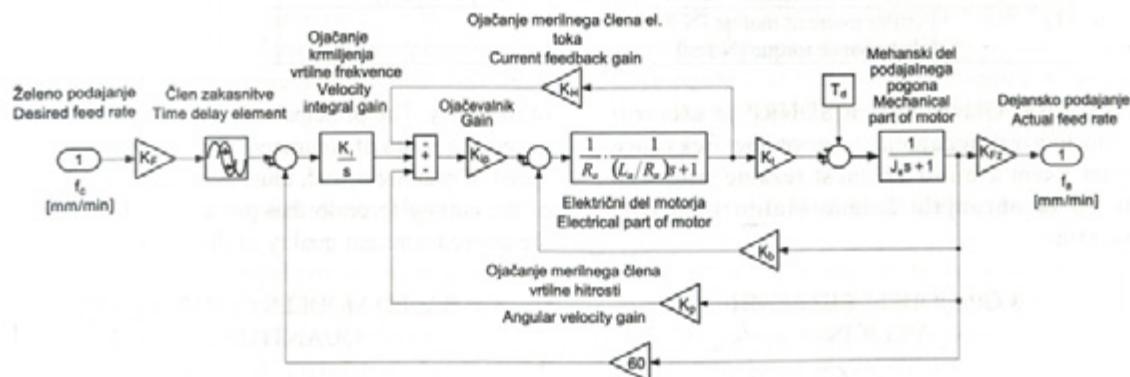 Ojačanje merilnega člena el.
toka
Current feedback gain
Ojačanje
krmiljenja
vrtilne frekvence
Velocity
integral gain
Mehanski del
podajalnega
pogona
Mechanical
part of motor
Želeno podajanje
Desired feed rate
Člen zakasnitve
Time delay element
Ojačevalnik
Gain
Dejansko podajanje
Actual feed rate
K_H
T_d
1
f_c
[mm/min]
K_F
K_i
s
- + -
K_ip
1 / R_a · 1 / (L_a/R_a)s+1
K_t
1
J_e s + 1
K_F2
1
f_a
[mm/min]
Električni del motorja
Electrical part of motor
K_b
Ojačanje merilnega člena
vrtilne hitrosti
K_p
Angular velocity gain
60